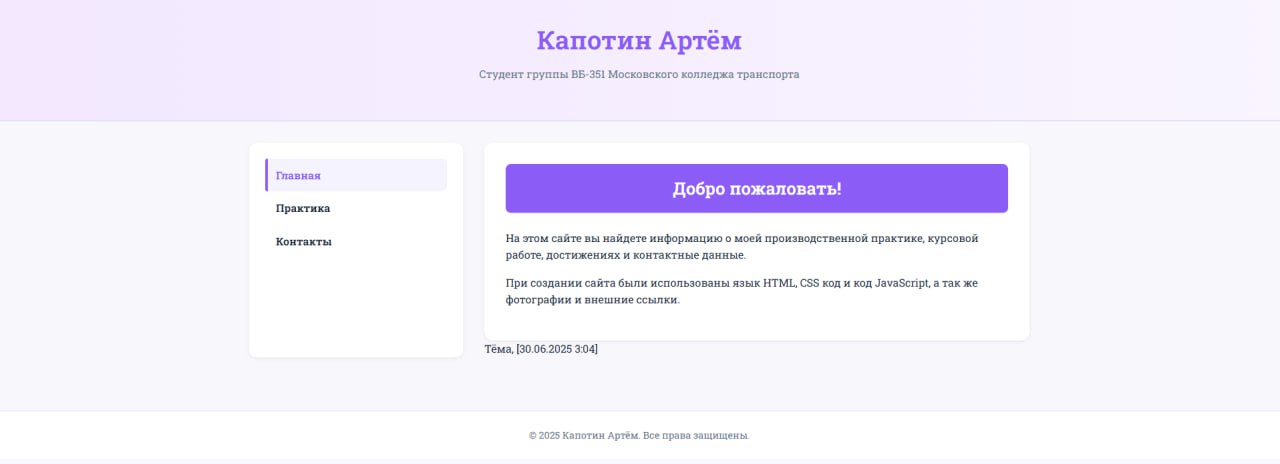 Капотин Артём
Студент группы ВБ-351 Московского колледжа транспорта
Главная
Практика
Контакты
Добро пожаловать!
На этом сайте вы найдете информацию о моей производственной практике, курсовой
работе, достижениях и контактные данные.
При создании сайта были использованы язык HTML, CSS код и код JavaScript, а так же
фотографии и внешние ссылки.
Тёма, [30.06.2025 3:04]
© 2025 Капотин Артём. Все права защищены.